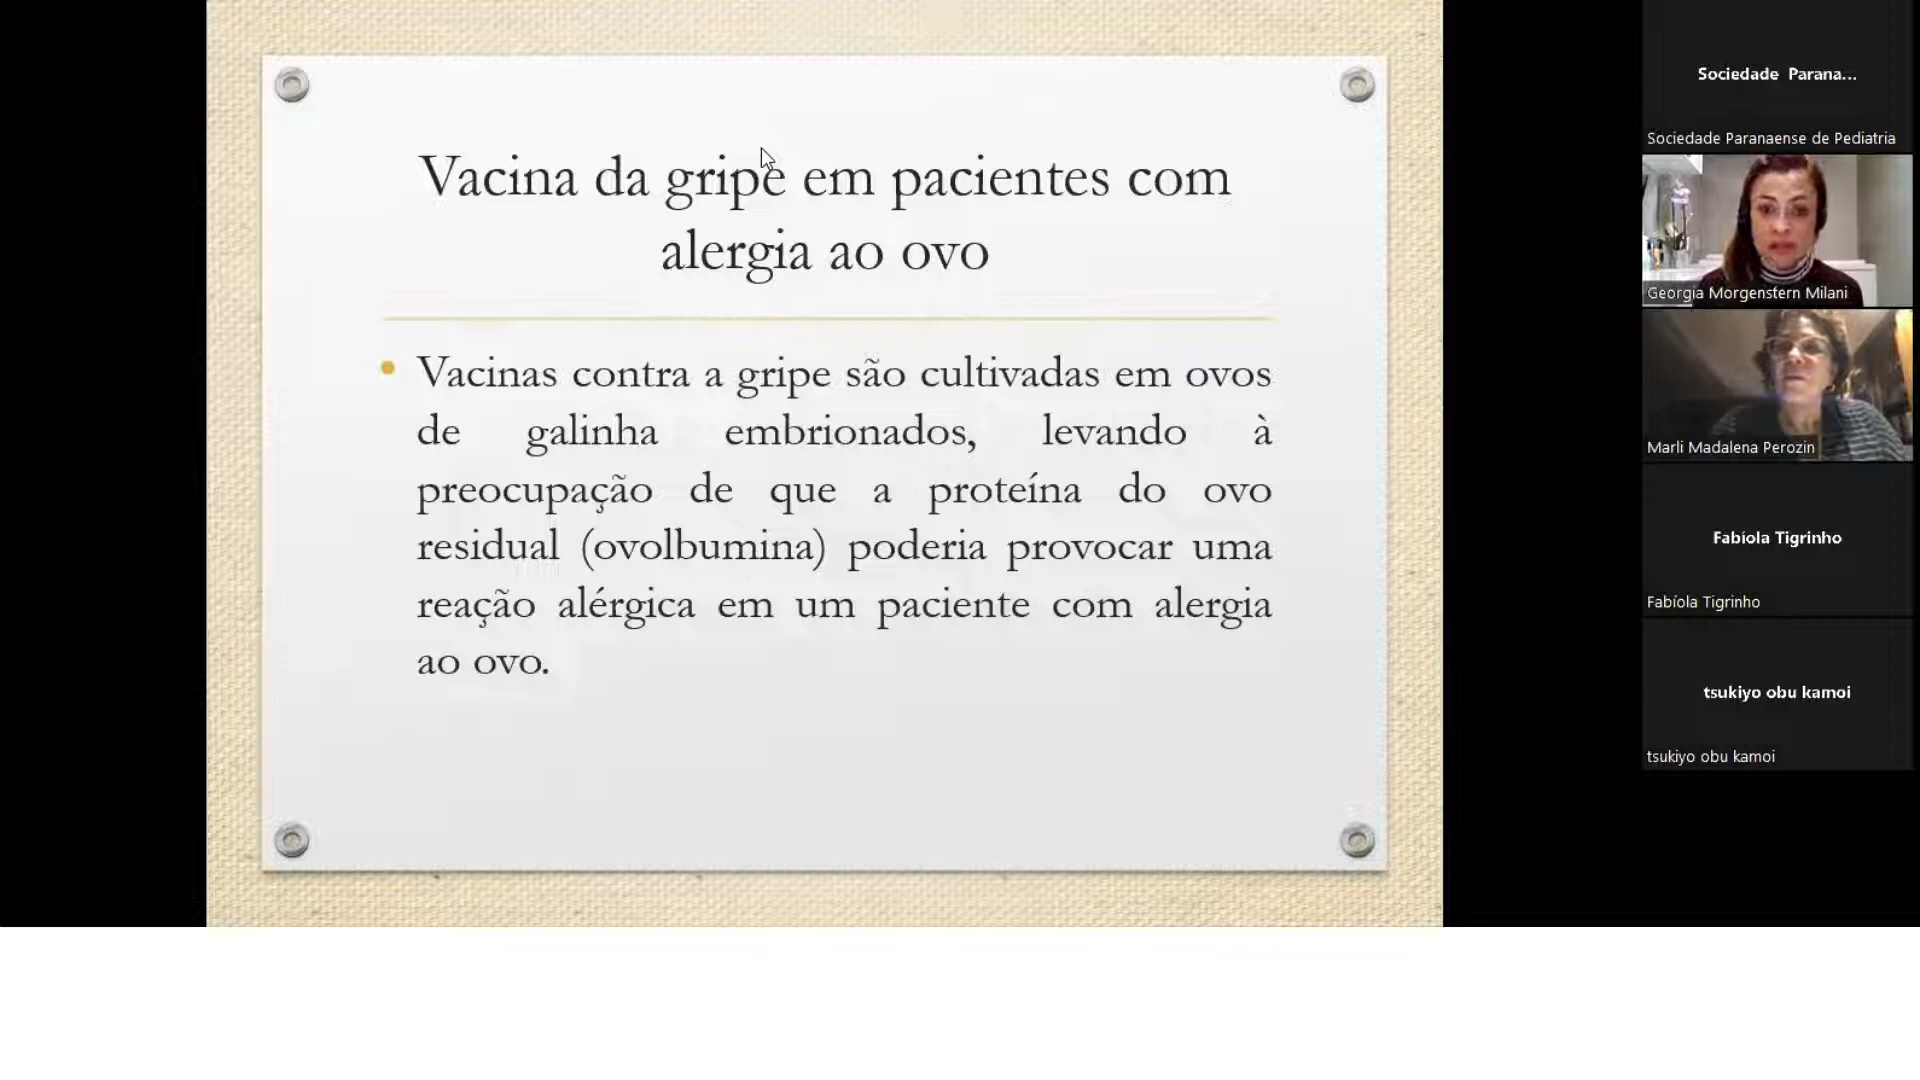 Vacina da gripe em pacientes com
alergia ao ovo
Vacinas contra a gripe são cultivadas em ovos
de galinha embrionados, levando à
preocupação de que a proteína do ovo
residual (ovolbumina) poderia provocar uma
reação alérgica em um paciente com alergia
ao ovo.
Sociedade Parana...
Sociedade Paranaense de Pediatria
Georgia Morgenstern Milani
Marli Madalena Perozin
Fabíola Tigrinho
Fabíola Tigrinho
tsukiyo obu kamoi
tsukiyo obu kamoi